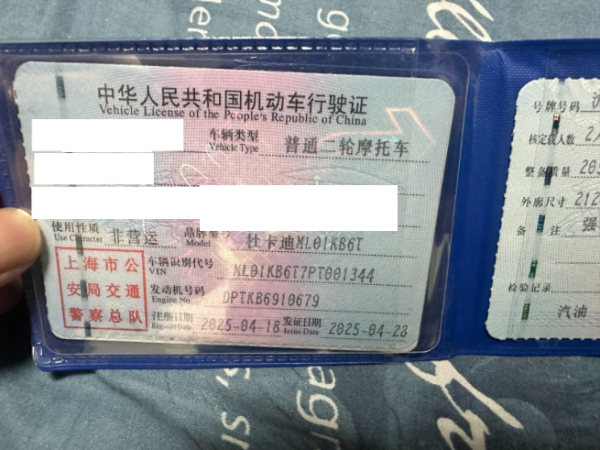 中华人民共和国机动车行驶证
Vehicle License of the People's Republic of China
车辆类型 普通二轮摩托车
Vehicle Type
使用性质 非营运 品牌型号 杜卡迪ML01KB6T
Use Character Model
上海市公安局交通警察总队
车辆识别代号 ML01KB6T7PT001344
VIN
发动机号码 DPTKB6910679
Engine No
注册日期 2025-04-18 发证日期 2025-04-23
Register Date Issue Date
号牌号码 沪
核定载人数 2/
整备质量
外廓尺寸 212
备 注 强
检验记录
汽油